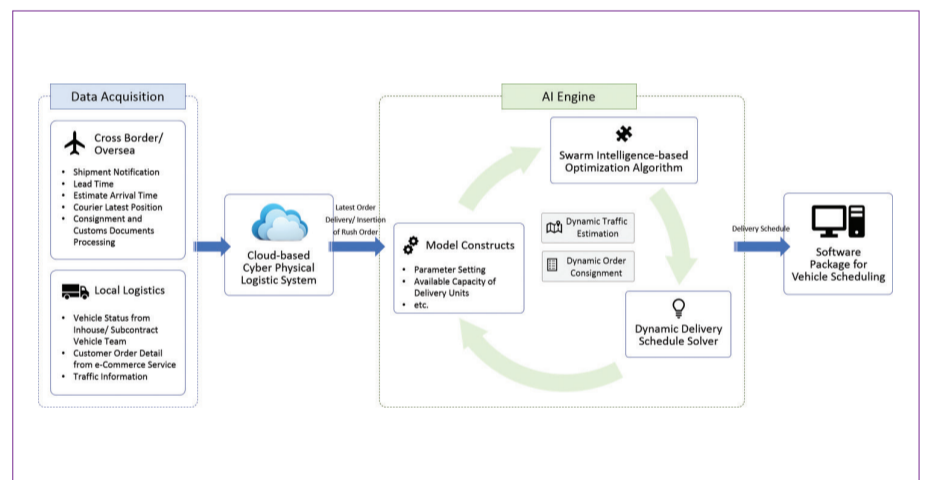 Data Acquisition
Cross Border/
Oversea
• Shipment Notification
• Lead Time
• Estimate Arrival Time
• Courier Latest Position
• Consignment and
Customs Documents
Processing
Local Logistics
• Vehicle Status from
Inhouse/ Subcontract
Vehicle Team
• Customer Order Detail
from e-Commerce Service
• Traffic Information
Cloud-based
Cyber Physical
Logistic System
Latest Order
Delivery/ Insertion
of Rush Order
AI Engine
Swarm Intelligence-based
Optimization Algorithm
Model Constructs
• Parameter Setting
• Available Capacity of
Delivery Units
• etc.
Dynamic Traffic
Estimation
Dynamic Order
Consignment
Dynamic Delivery
Schedule Solver
Delivery Schedule
Software
Package for
Vehicle Scheduling